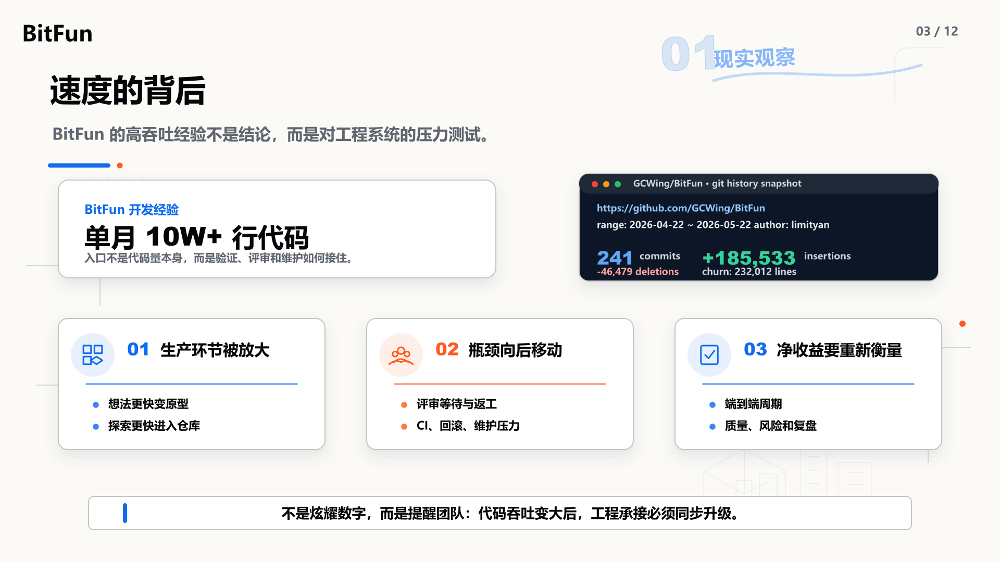 BitFun
03 / 12
01
现实观察
速度的背后
BitFun 的高吞吐经验不是结论，而是对工程系统的压力测试。
BitFun 开发经验
单月 10W+ 行代码
入口不是代码量本身，而是验证、评审和维护如何接住。
GCWing/BitFun • git history snapshot
https://github.com/GCWing/BitFun
range: 2026-04-22 ~ 2026-05-22 author: limityan
241 commits +185,533 insertions
-46,479 deletions churn: 232,012 lines
01 生产环节被放大
想法更快变原型
探索更快进入仓库
02 瓶颈向后移动
评审等待与返工
CI、回滚、维护压力
03 净收益要重新衡量
端到端周期
质量、风险和复盘
不是炫耀数字，而是提醒团队：代码吞吐变大后，工程承接必须同步升级。